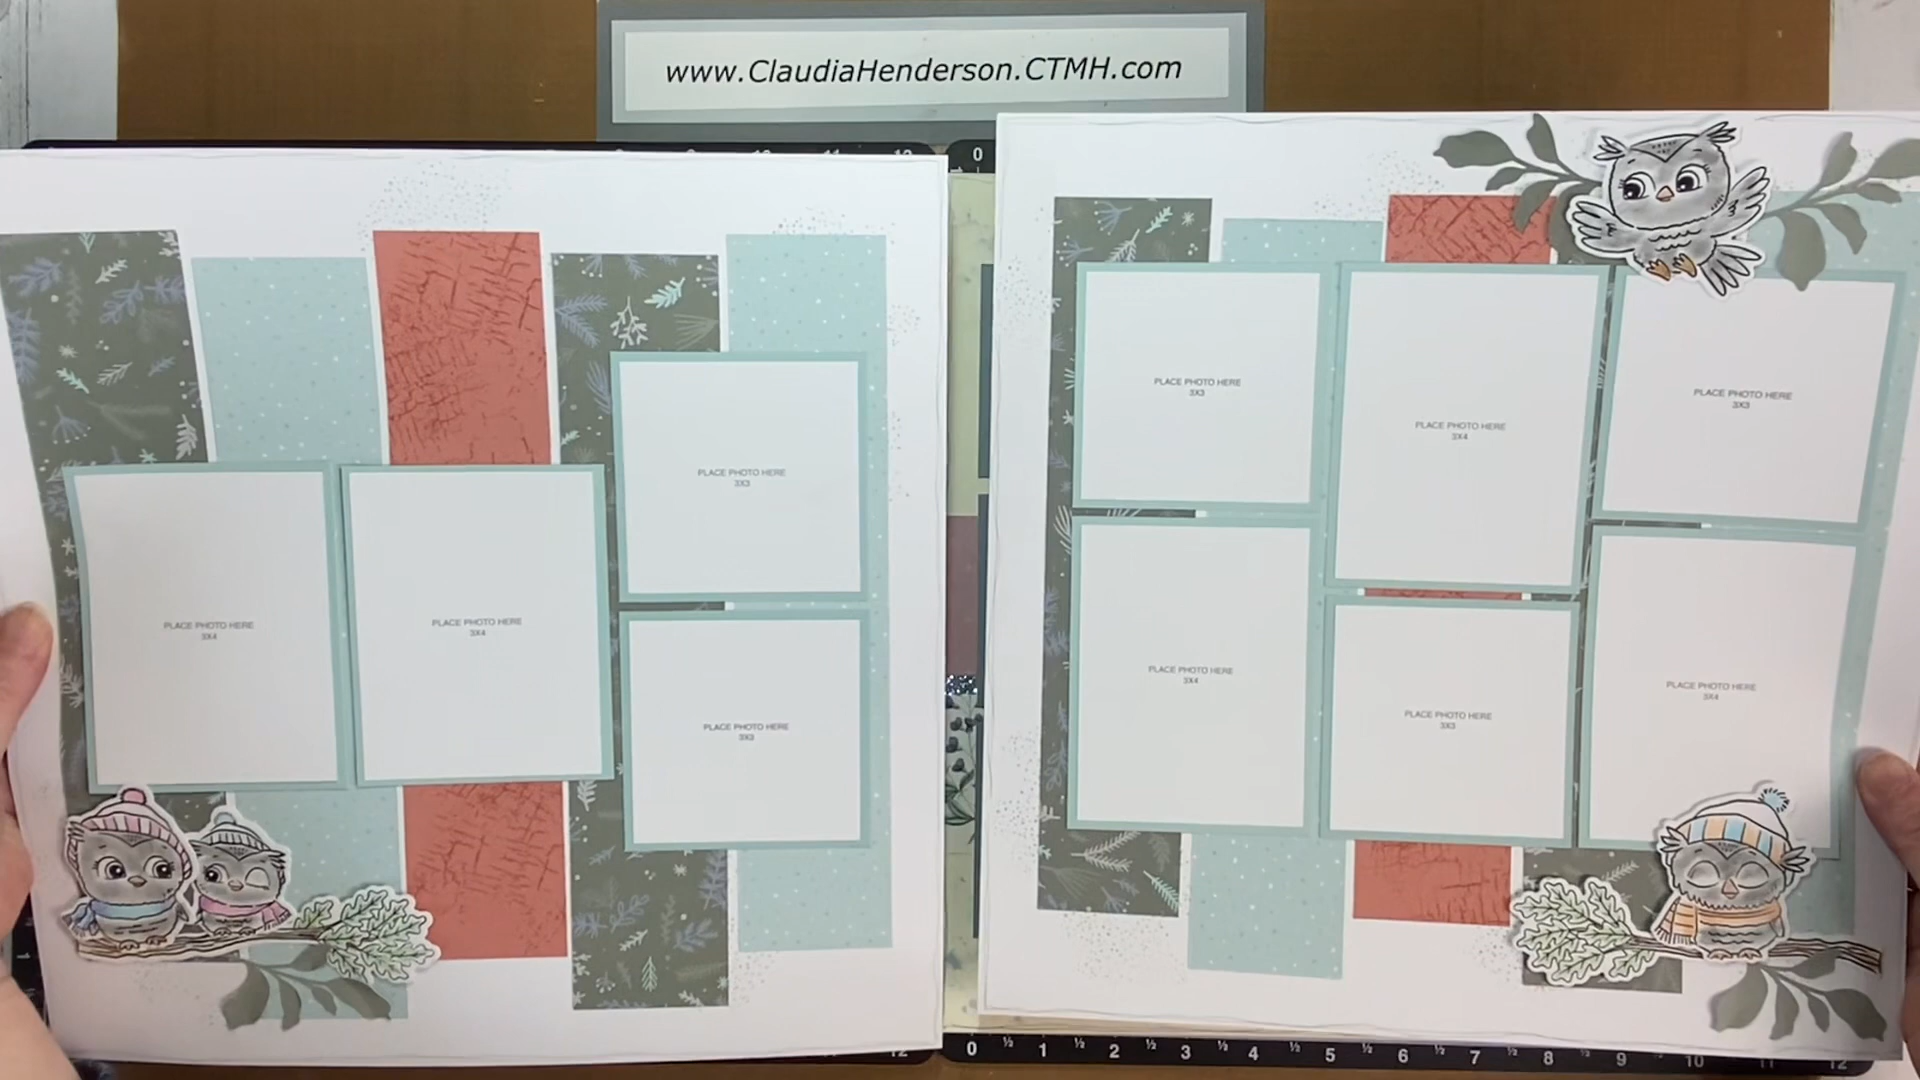 www.ClaudiaHenderson.CTMH.com
0
PLACE PHOTO HERE
3X4
PLACE PHOTO HERE
3X4
PLACE PHOTO HERE
3X3
PLACE PHOTO HERE
3X3
PLACE PHOTO HERE
3X3
PLACE PHOTO HERE
3X4
PLACE PHOTO HERE
3X3
PLACE PHOTO HERE
3X4
PLACE PHOTO HERE
3X3
PLACE PHOTO HERE
3X4
0 ½ 1 ½ 2 ½ 3 ½ 4 ½ 5 ½ 6 ½ 7 ½ 8 ½ 9 ½ 10 11 12